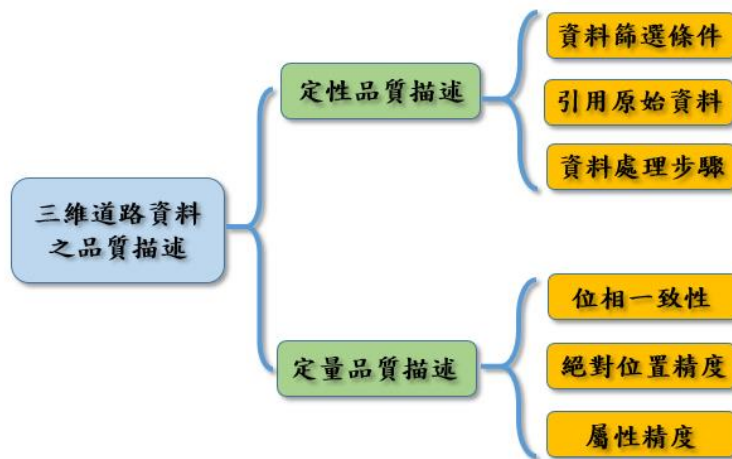 三維道路資料
之品質描述
定性品質描述
資料篩選條件
引用原始資料
資料處理步驟
定量品質描述
位相一致性
絕對位置精度
屬性精度